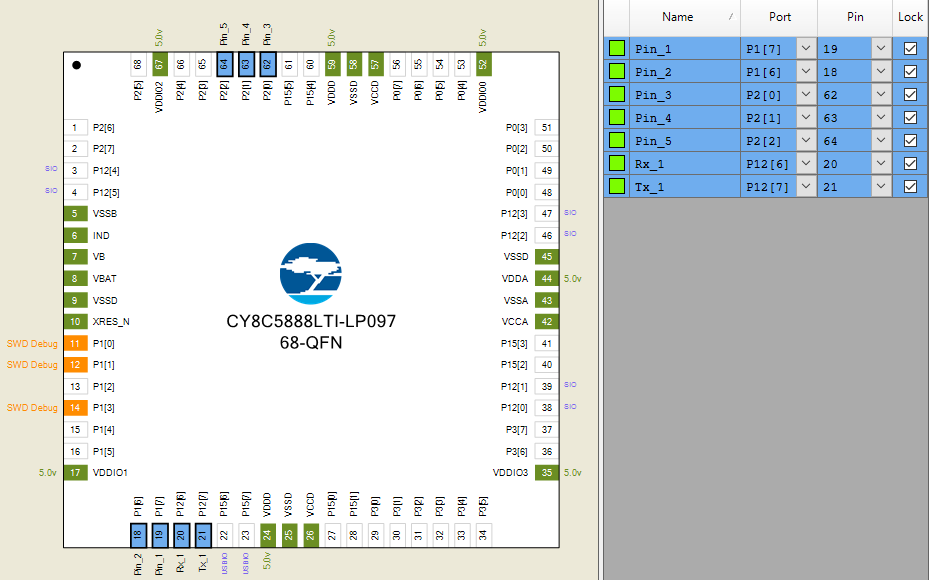 Pin_5
Pin_4
Pin_3
5.0v
5.0v
5.0v
68
67
66
65
64
63
62
61
60
59
58
57
56
55
54
53
52
P2[5]
VDDIO2
P2[4]
P2[3]
P2[2]
P2[1]
P2[0]
P15[5]
P15[4]
VDDD
VSSD
VCCD
P0[7]
P0[6]
P0[5]
P0[4]
VDDIO0
1 P2[6]
2 P2[7]
SIO 3 P12[4]
SIO 4 P12[5]
5 VSSB
6 IND
7 VB
8 VBAT
9 VSSD
10 XRES_N
SWD Debug 11 P1[0]
SWD Debug 12 P1[1]
13 P1[2]
SWD Debug 14 P1[3]
15 P1[4]
16 P1[5]
5.0v 17 VDDIO1
CY8C5888LTI-LP097
68-QFN
P0[3] 51
P0[2] 50
P0[1] 49
P0[0] 48
P12[3] 47 SIO
P12[2] 46 SIO
VSSD 45
VDDA 44 5.0v
VSSA 43
VCCA 42
P15[3] 41
P15[2] 40
P12[1] 39 SIO
P12[0] 38 SIO
P3[7] 37
P3[6] 36
VDDIO3 35 5.0v
P1[6]
P1[7]
P12[6]
P12[7]
P15[6]
P15[7]
VDDD
VSSD
VCCD
P15[0]
P15[1]
P3[0]
P3[1]
P3[2]
P3[3]
P3[4]
P3[5]
18
19
20
21
22
23
24
25
26
27
28
29
30
31
32
33
34
Pin_2
Pin_1
Rx_1
Tx_1
USBIO
USBIO
5.0v
Name / Port Pin Lock
Pin_1 P1[7] 19
Pin_2 P1[6] 18
Pin_3 P2[0] 62
Pin_4 P2[1] 63
Pin_5 P2[2] 64
Rx_1 P12[6] 20
Tx_1 P12[7] 21